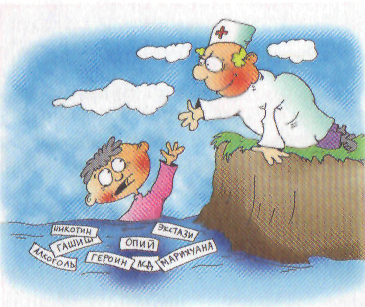 НИКОТИН
ЭКСТАЗИ
ГАШИШ
ОПИЙ
АЛКОГОЛЬ
ГЕРОИН
ЛСД
МАРИХУАНА